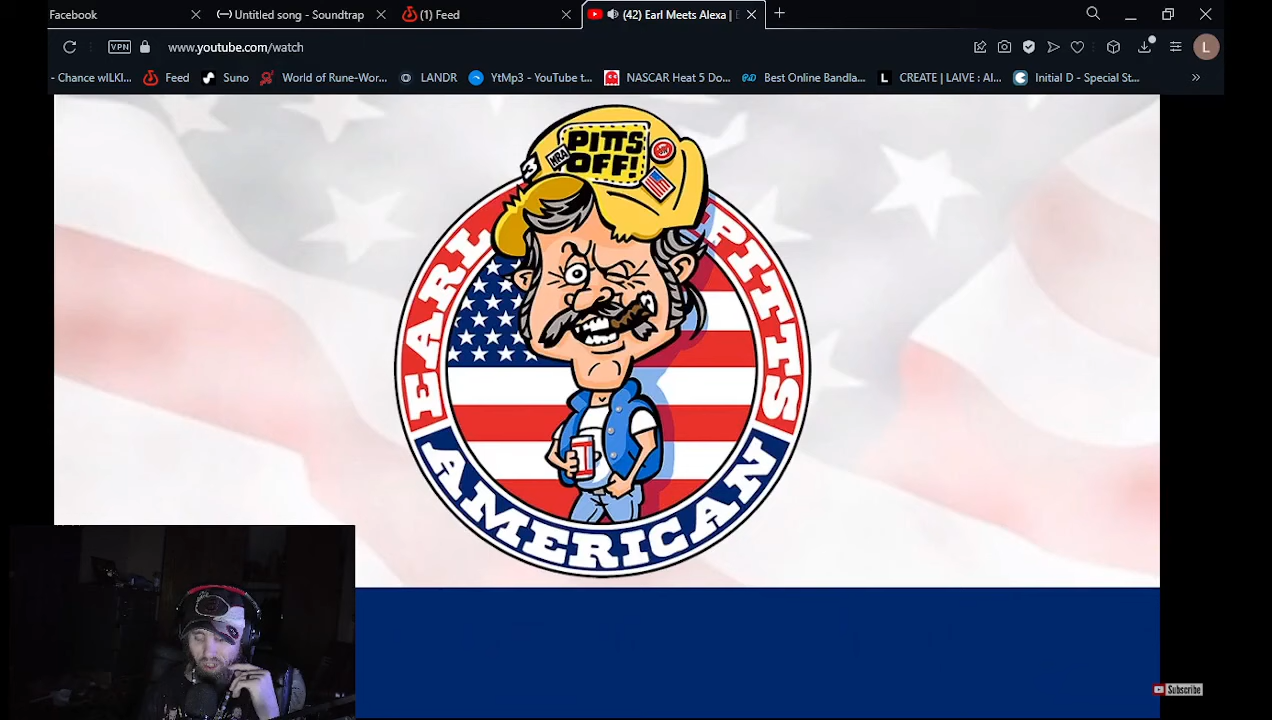 Facebook
Untitled song - Soundtrap
(1) Feed
(42) Earl Meets Alexa |
VPN
www.youtube.com/watch
L
- Chance wILKI...
Feed
Suno
World of Rune-Wor...
LANDR
YtMp3 - YouTube t...
NASCAR Heat 5 Do...
Best Online Bandla...
L
CREATE | LAIVE : AI...
Initial D - Special St...
PITTS
OFF!
3
NRA
EARL PITTS
AMERICAN
Subscribe